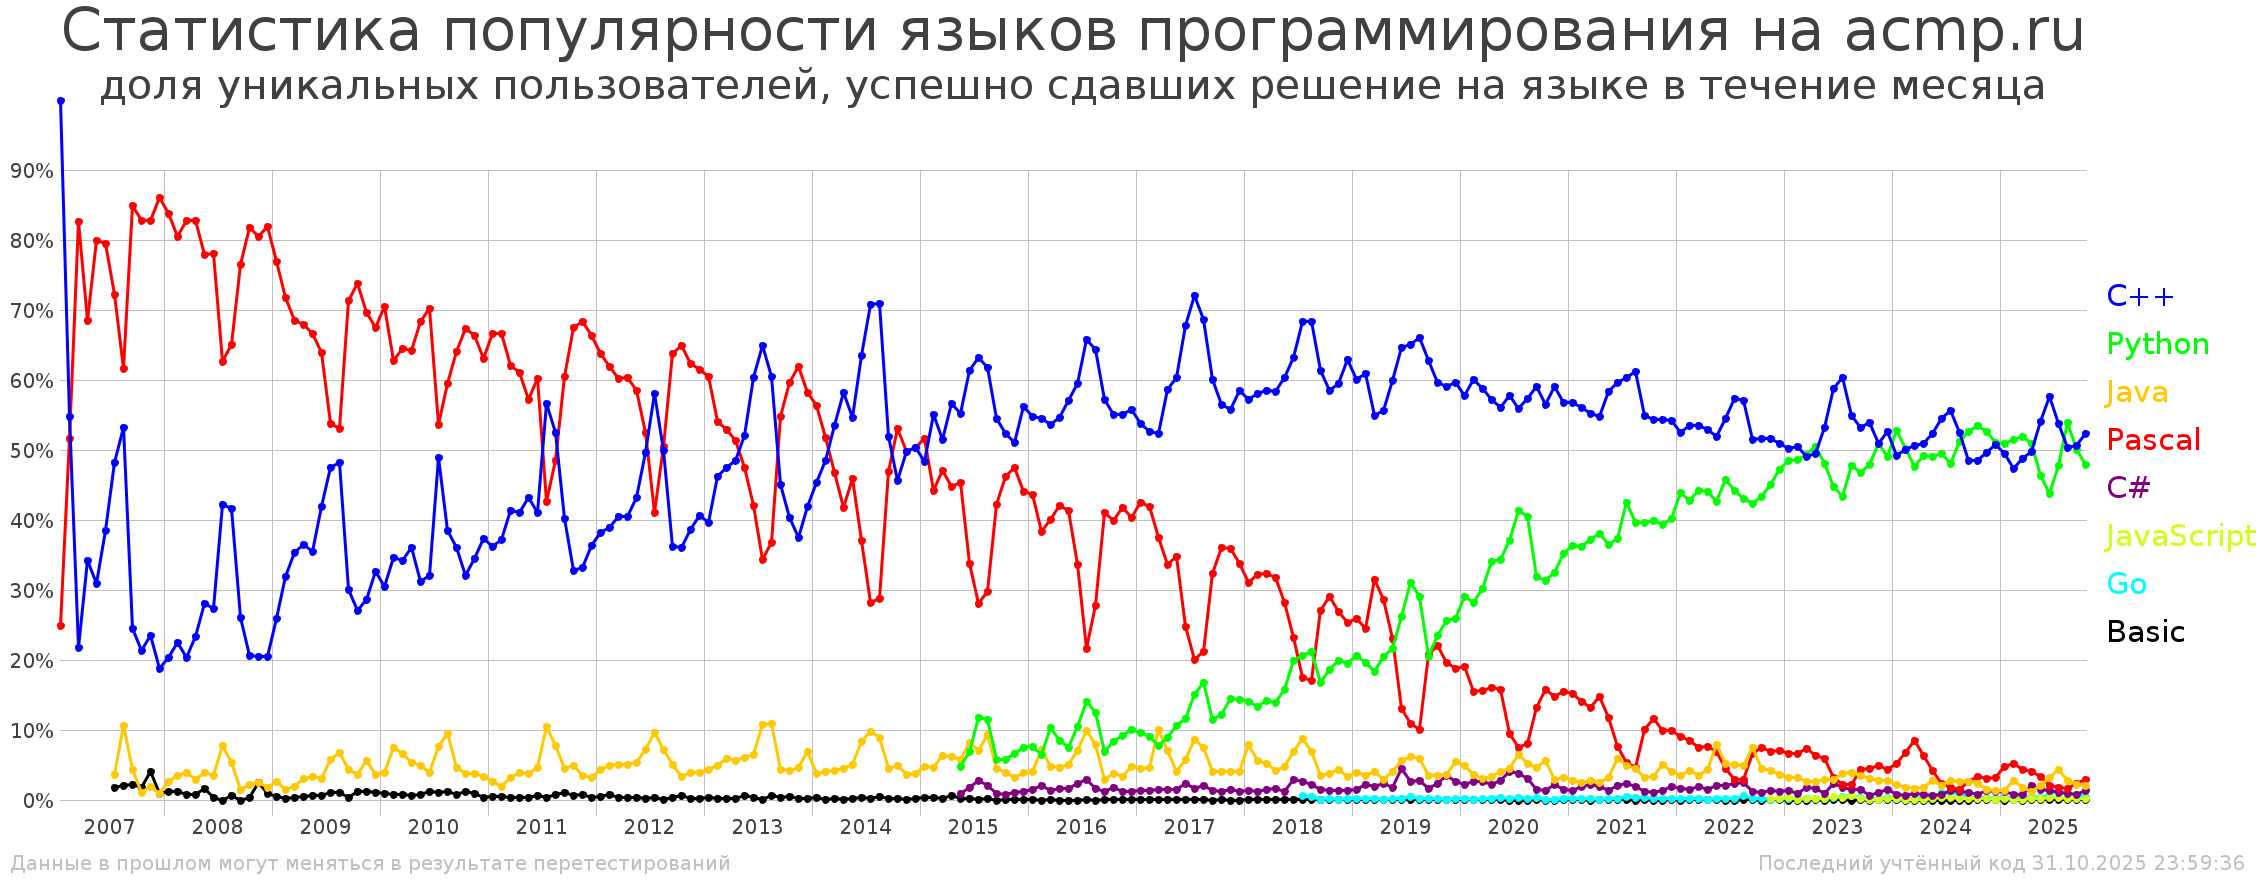 Статистика популярности языков программирования на acmp.ru
доля уникальных пользователей, успешно сдавших решение на языке в течение месяца
90%
80%
70%
60%
50%
40%
30%
20%
10%
0%
C++
Python
Java
Pascal
C#
JavaScript
Go
Basic
2007 2008 2009 2010 2011 2012 2013 2014 2015 2016 2017 2018 2019 2020 2021 2022 2023 2024 2025
Данные в прошлом могут меняться в результате перетестирований
Последний учтённый код 31.10.2025 23:59:36